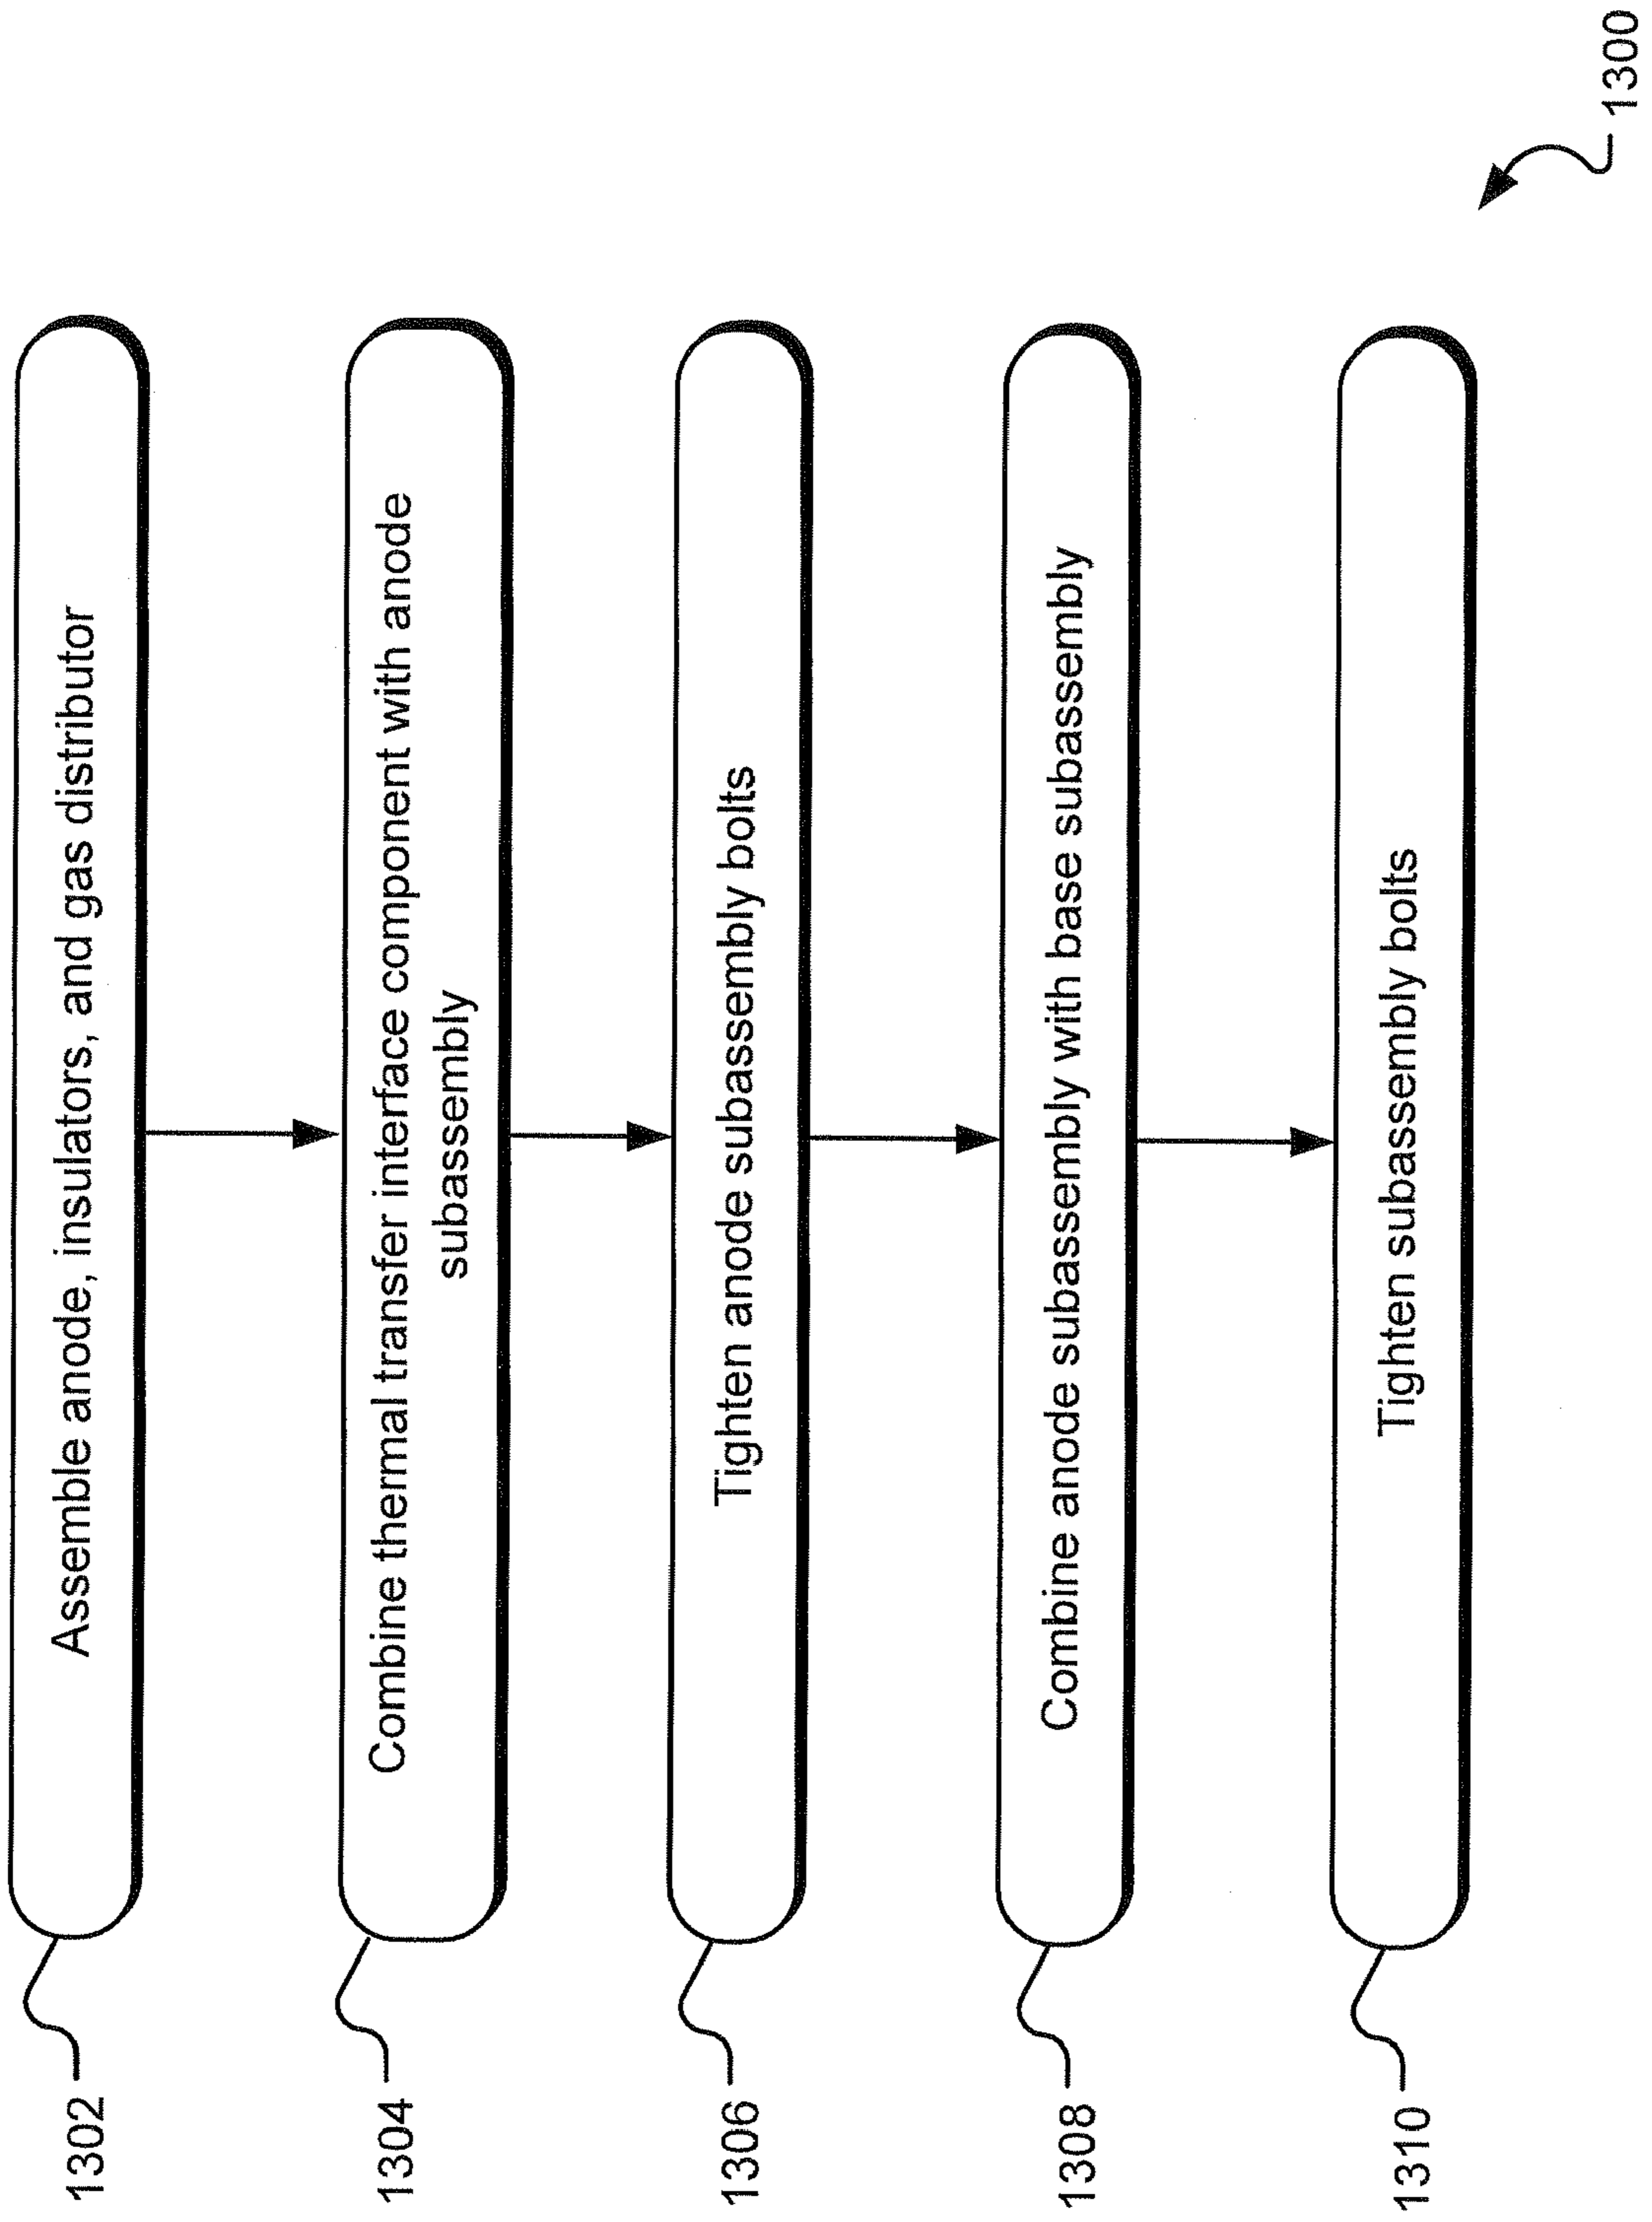 1302
Assemble anode, insulators, and gas distributor
1304
Combine thermal transfer interface component with anode
subassembly
1306
Tighten anode subassembly bolts
1308
Combine anode subassembly with base subassembly
1310
Tighten subassembly bolts
1300